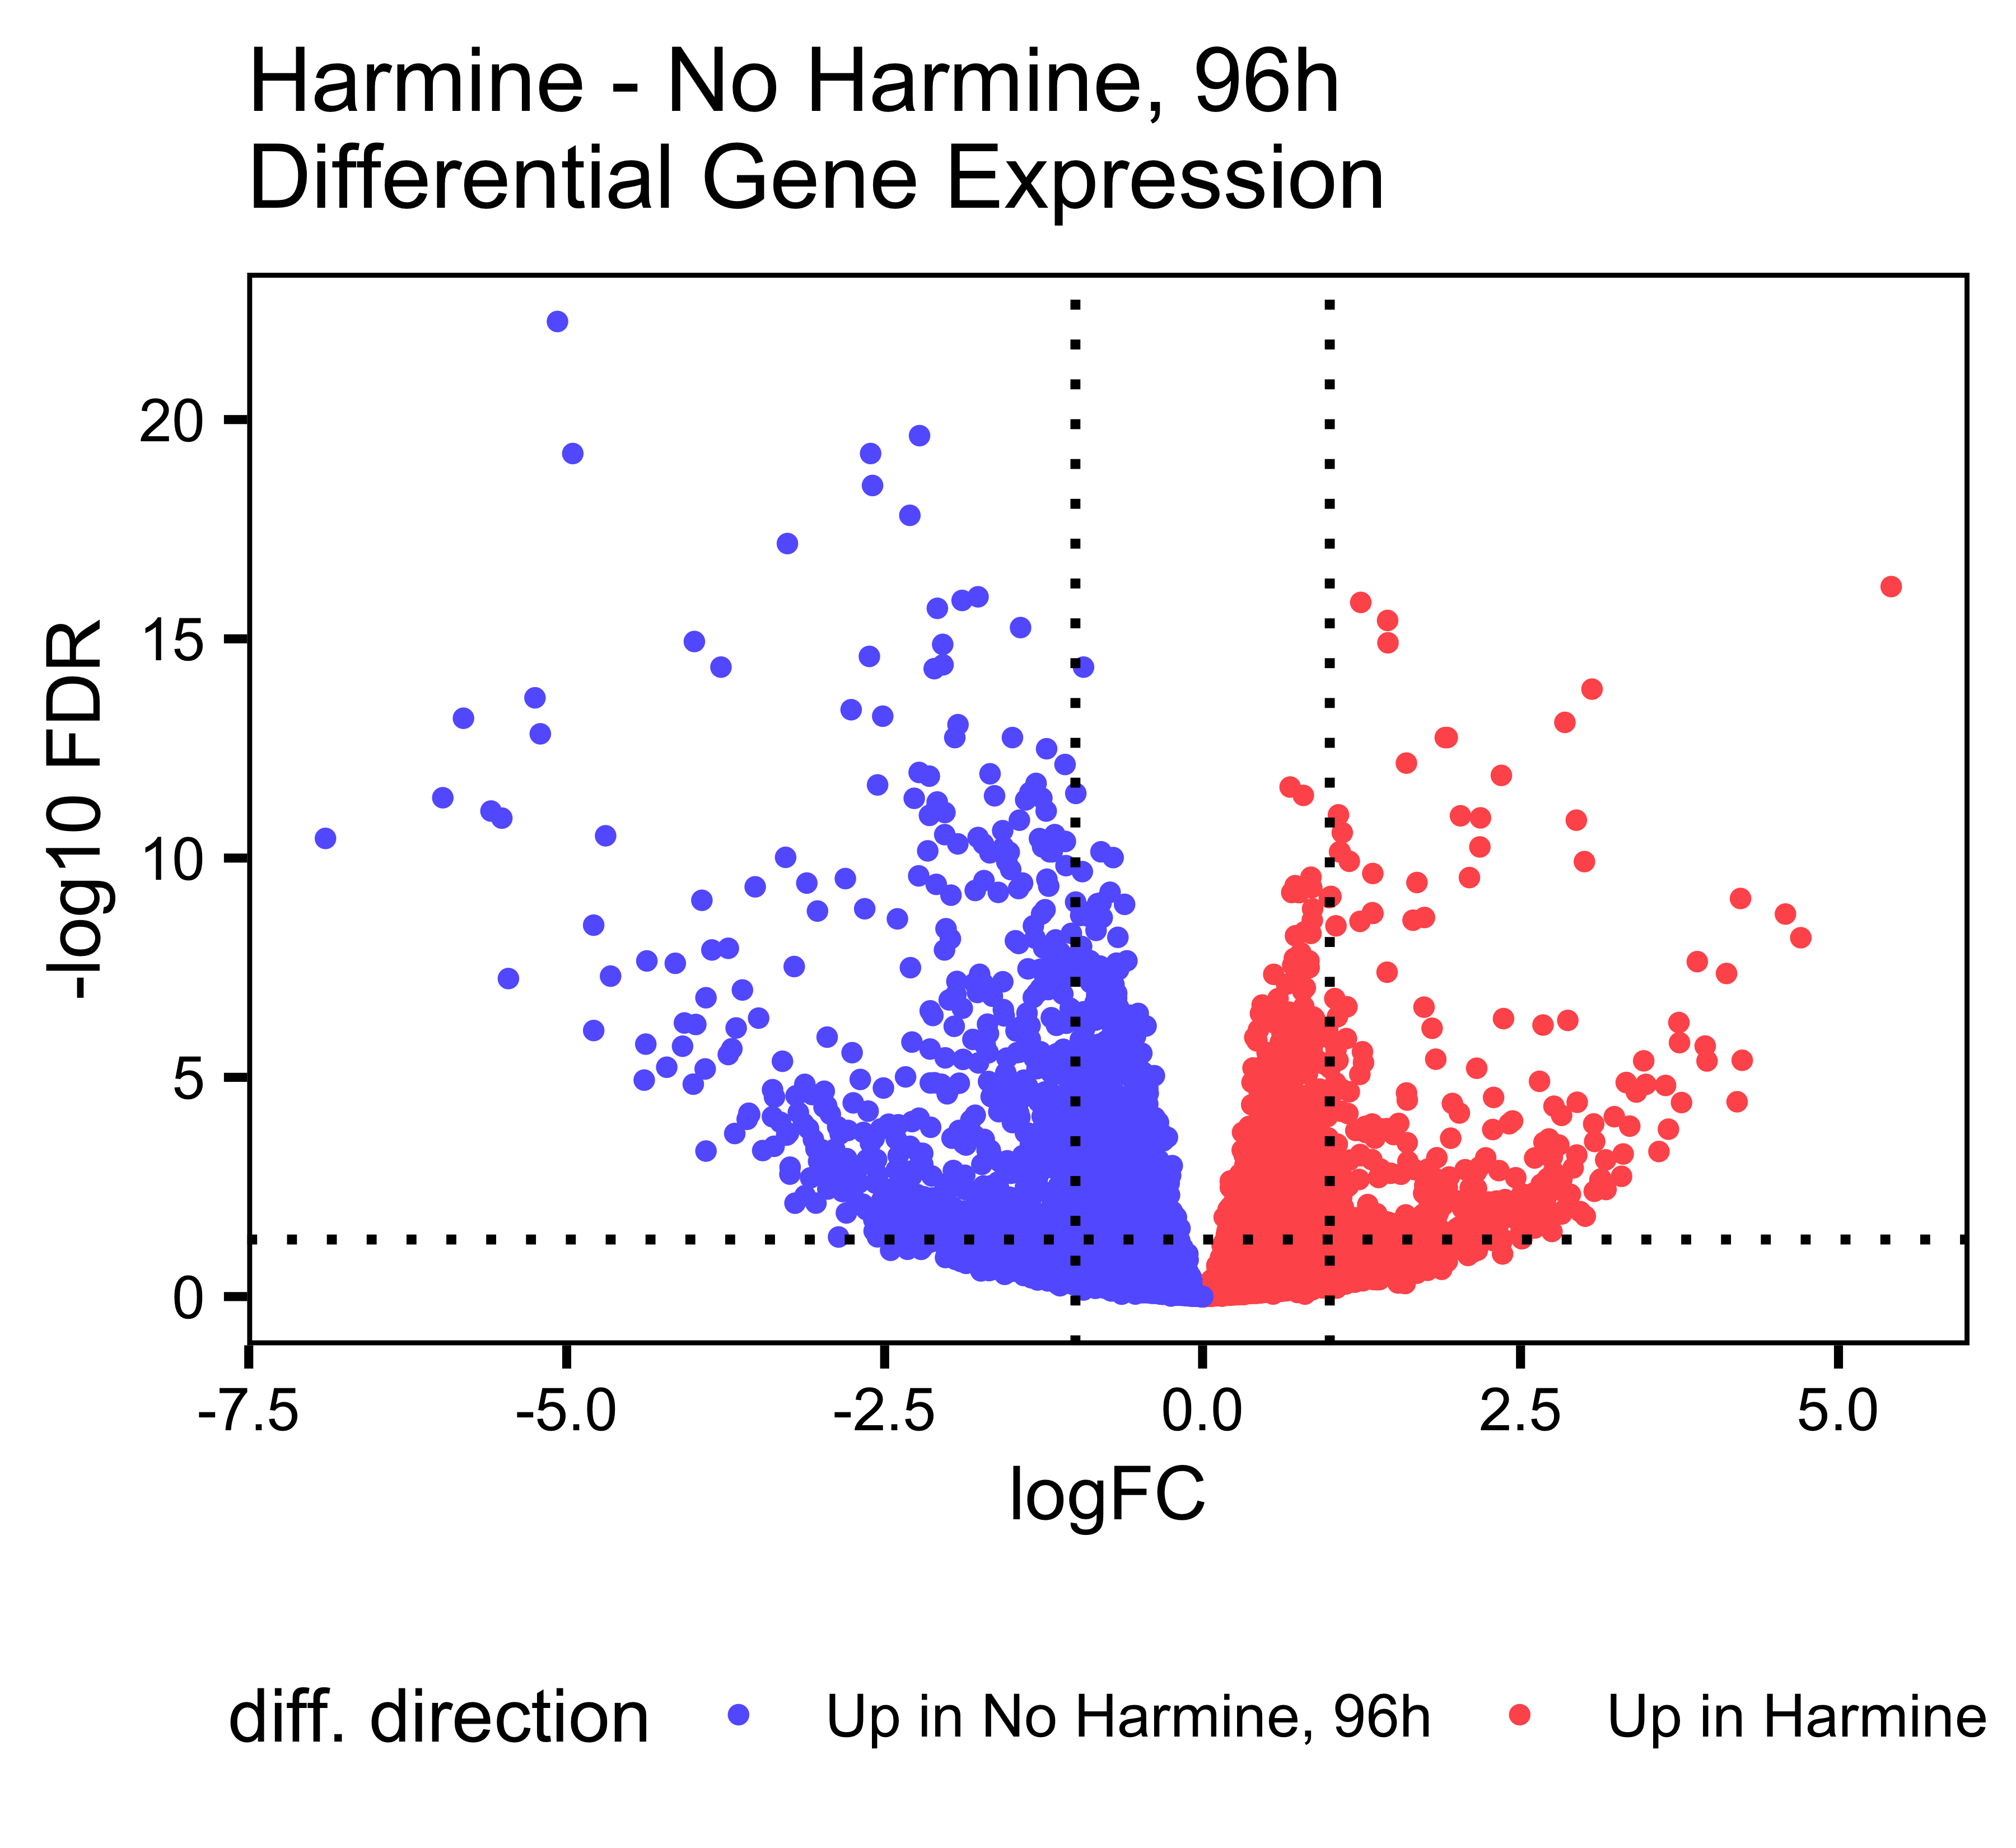 Harmine - No Harmine, 96h
Differential Gene Expression
-log10 FDR
20
15
10
5
0
-7.5 -5.0 -2.5 0.0 2.5 5.0
logFC
diff. direction Up in No Harmine, 96h Up in Harmine